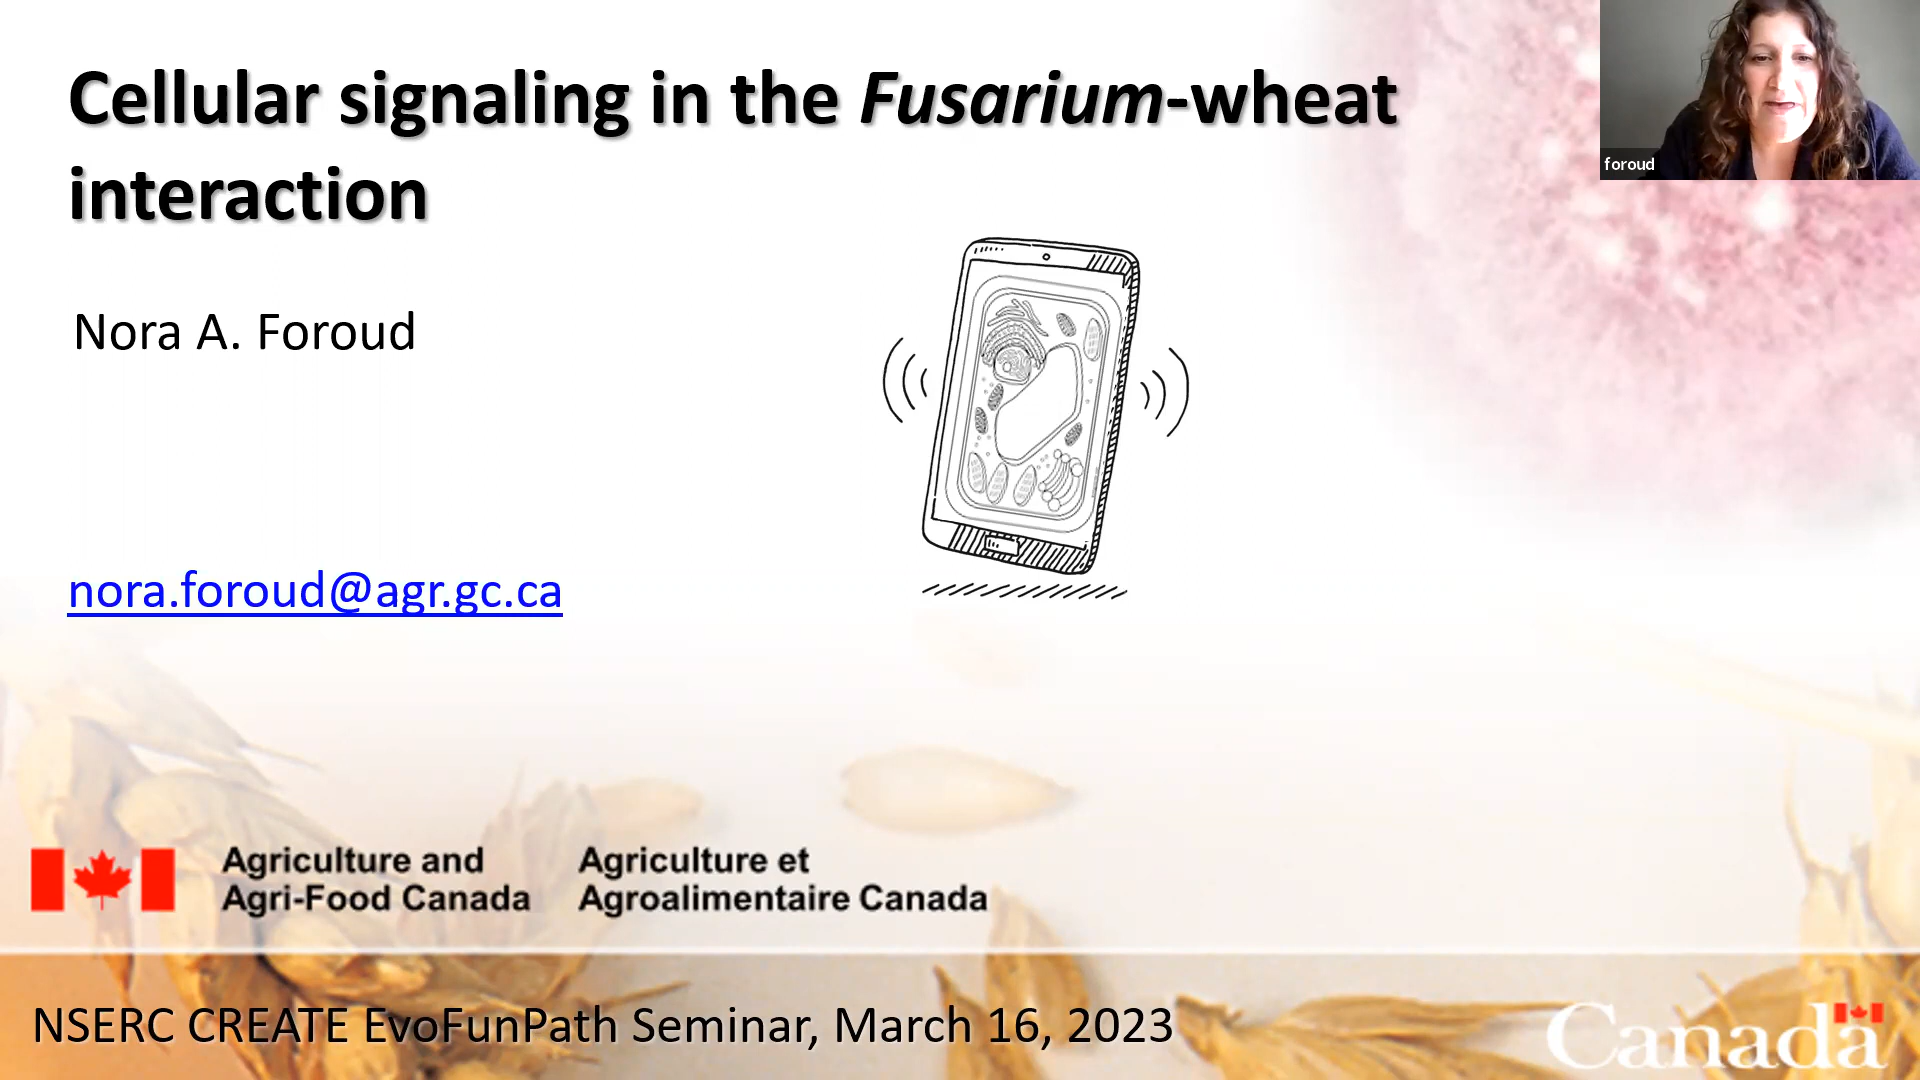 Cellular signaling in the Fusarium-wheat
interaction
foroud
Nora A. Foroud
nora.foroud@agr.gc.ca
Agriculture and
Agri-Food Canada
Agriculture et
Agroalimentaire Canada
NSERC CREATE EvoFunPath Seminar, March 16, 2023
Canada